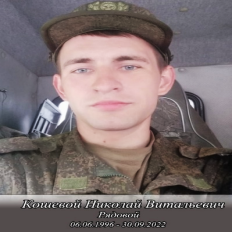 Кошевой Николай Витальевич
Рядовой
06.06.1996 - 30.09.2022